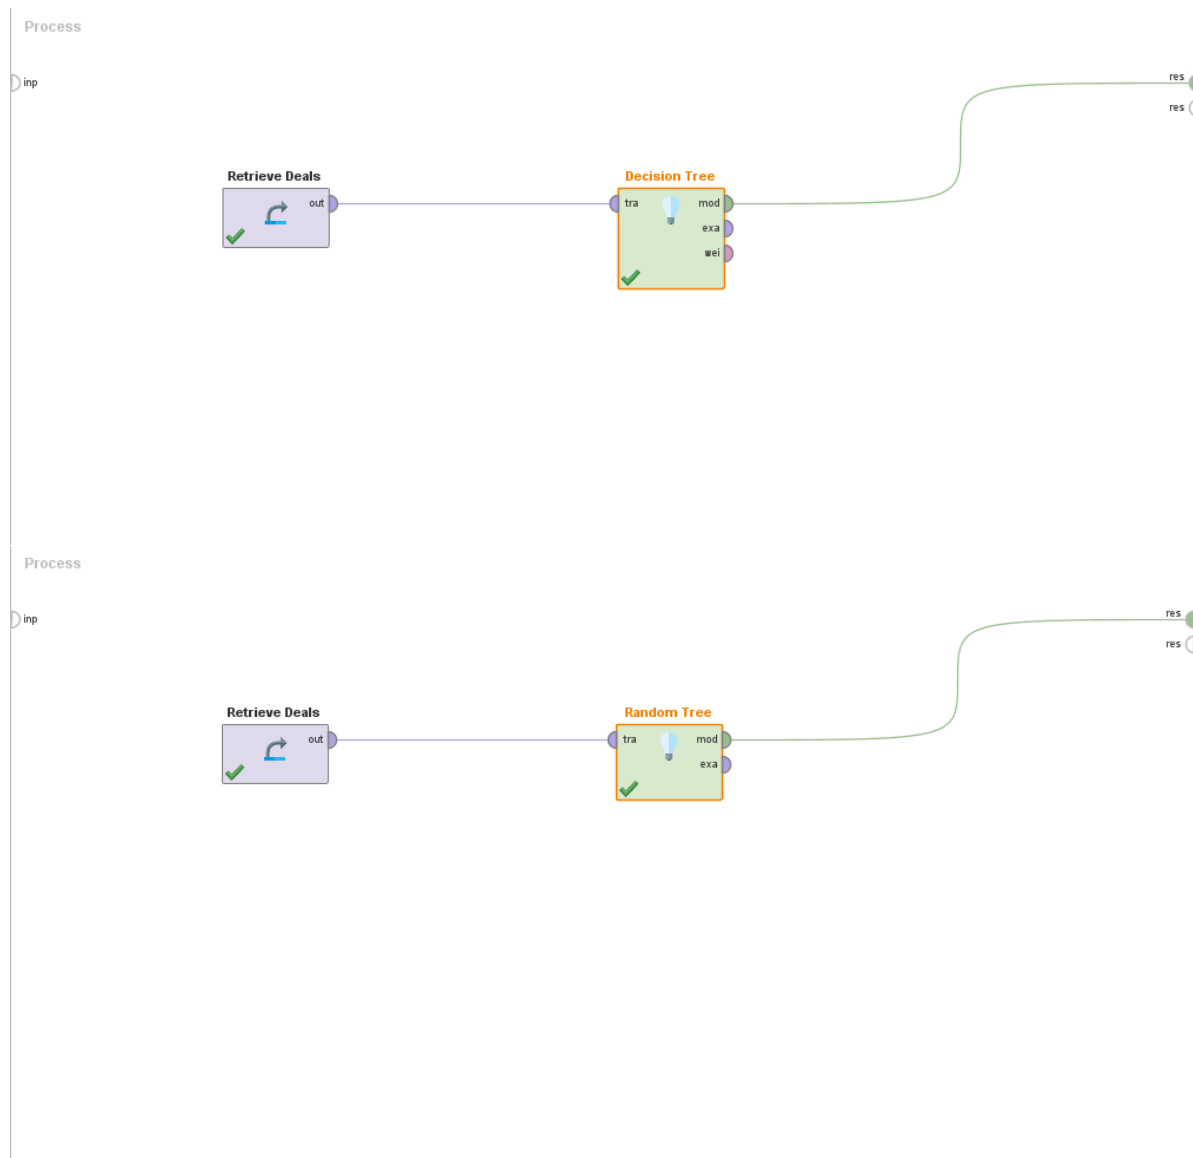 Process
inp
res
res
Retrieve Deals
out
Decision Tree
tra
mod
exa
wei
Process
inp
res
res
Retrieve Deals
out
Random Tree
tra
mod
exa